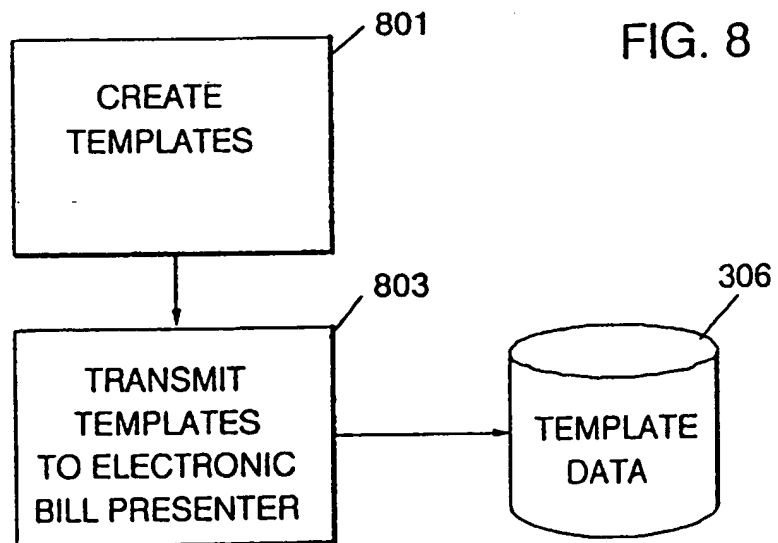 801
FIG. 8
CREATE
TEMPLATES
803
306
TRANSMIT
TEMPLATES
TO ELECTRONIC
BILL PRESENTER
TEMPLATE
DATA